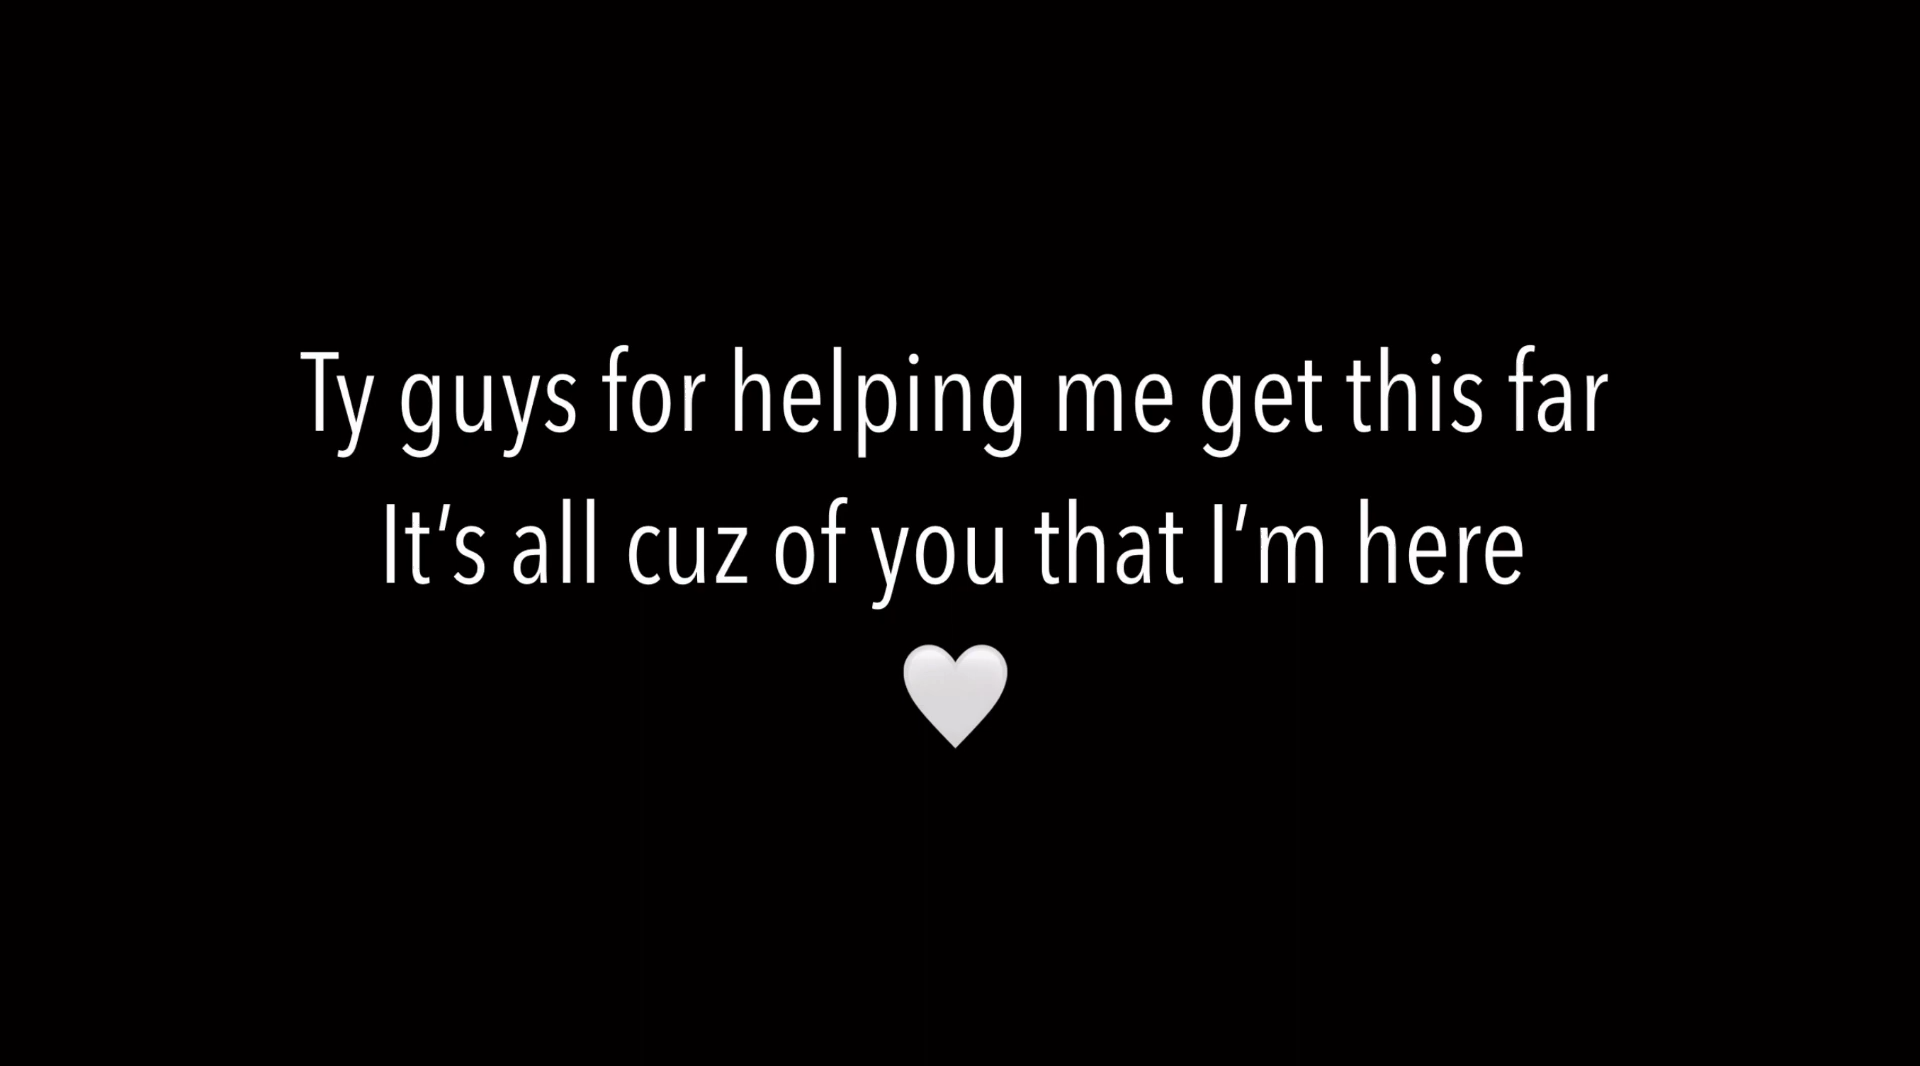 Ty guys for helping me get this far
It‘s all cuz of you that I‘m here
🤍